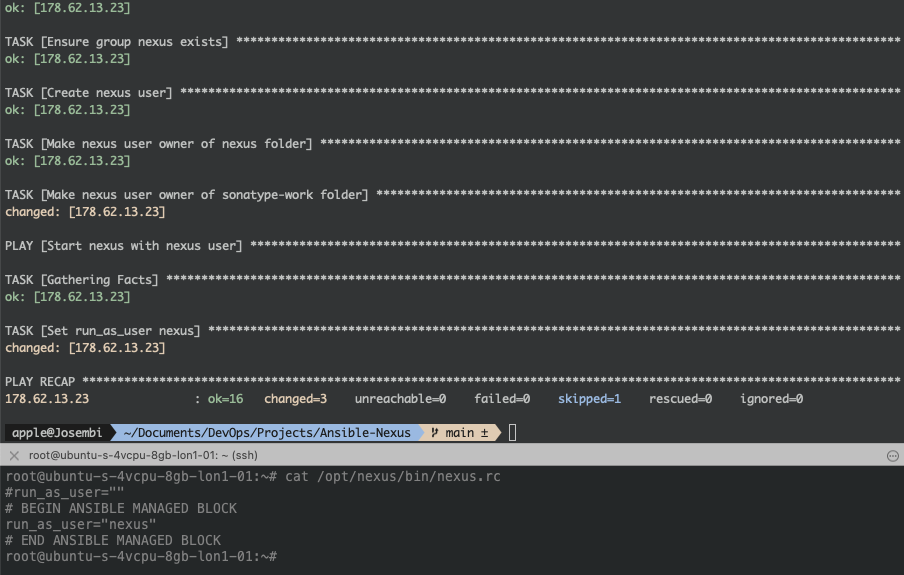 ok: [178.62.13.23]
TASK [Ensure group nexus exists] ***********************************************************************************************
ok: [178.62.13.23]
TASK [Create nexus user] *******************************************************************************************************
ok: [178.62.13.23]
TASK [Make nexus user owner of nexus folder] ***********************************************************************************
ok: [178.62.13.23]
TASK [Make nexus user owner of sonatype-work folder] ***************************************************************************
changed: [178.62.13.23]
PLAY [Start nexus with nexus user] *********************************************************************************************
TASK [Gathering Facts] *********************************************************************************************************
ok: [178.62.13.23]
TASK [Set run_as_user nexus] ***************************************************************************************************
changed: [178.62.13.23]
PLAY RECAP *********************************************************************************************************************
178.62.13.23               : ok=16   changed=3    unreachable=0    failed=0    skipped=1    rescued=0    ignored=0
apple@Josembi  ~/Documents/DevOps/Projects/Ansible-Nexus  main ±
root@ubuntu-s-4vcpu-8gb-lon1-01: ~ (ssh)
root@ubuntu-s-4vcpu-8gb-lon1-01:~# cat /opt/nexus/bin/nexus.rc
#run_as_user=""
# BEGIN ANSIBLE MANAGED BLOCK
run_as_user="nexus"
# END ANSIBLE MANAGED BLOCK
root@ubuntu-s-4vcpu-8gb-lon1-01:~#